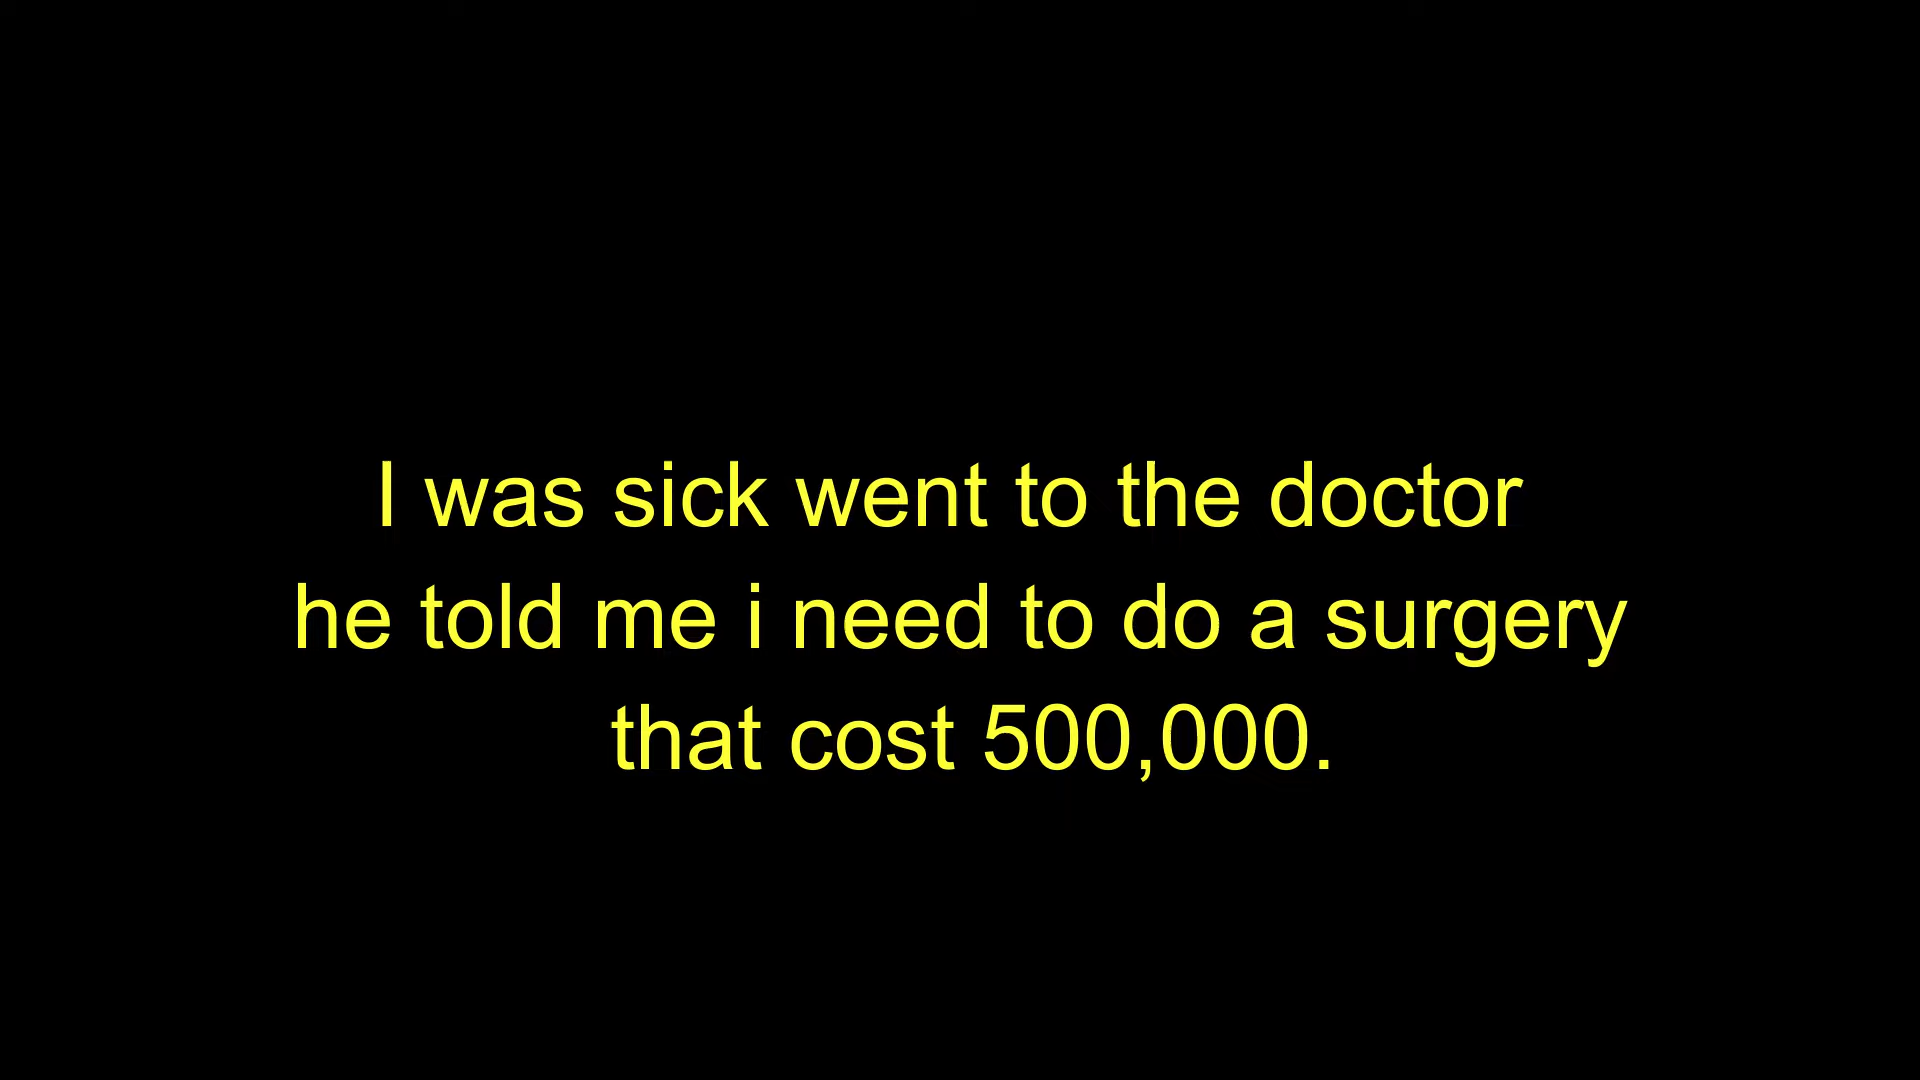 I was sick went to the doctor
he told me i need to do a surgery
that cost 500,000.